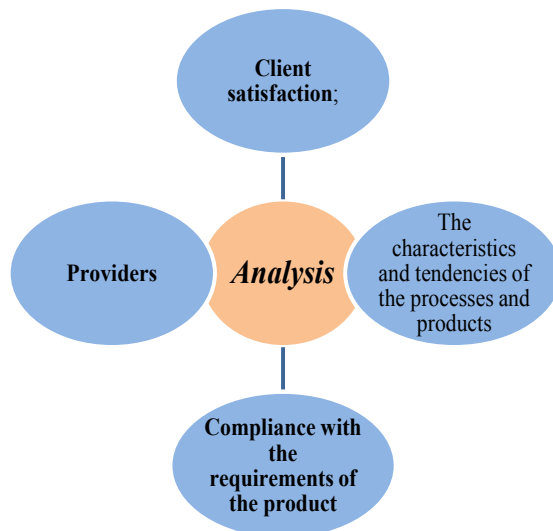 Client
satisfaction;
Providers
Analysis
The
characteristics
and tendencies of
the processes and
products
Compliance with
the
requirements of
the product